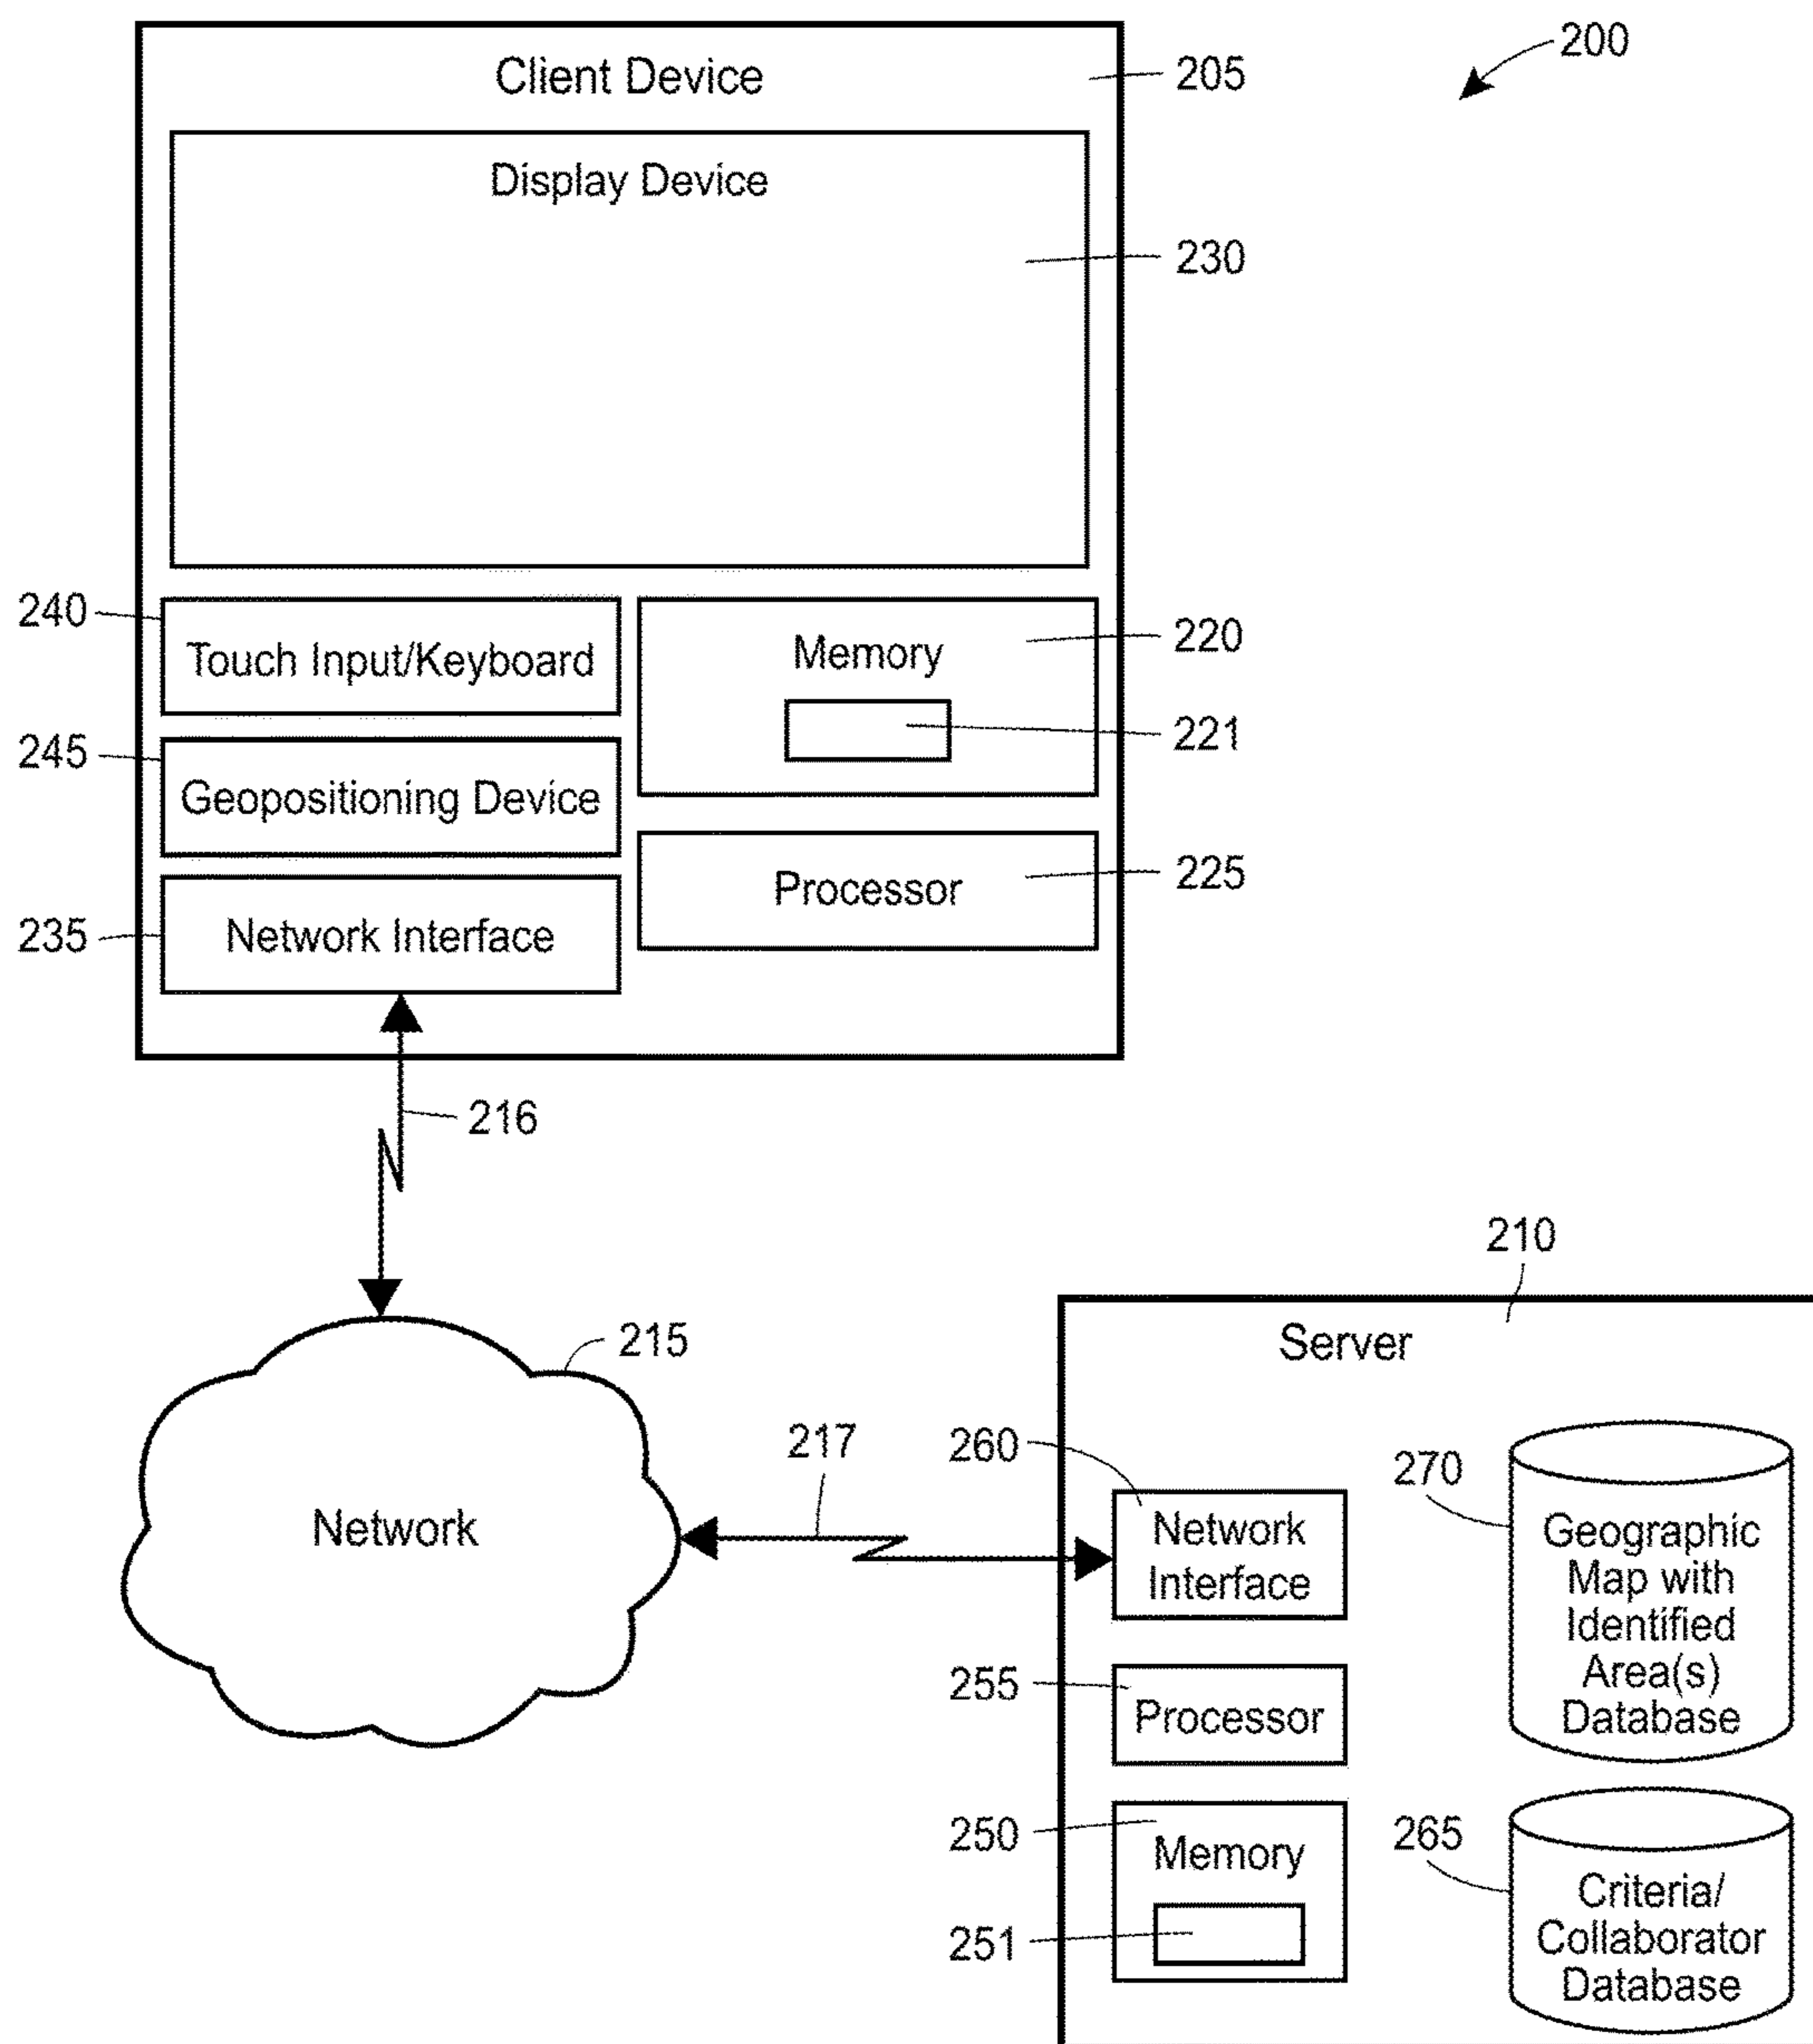 200
Client Device
205
Display Device
230
240
Touch Input/Keyboard
Memory
220
221
245
Geopositioning Device
Processor
225
235
Network Interface
216
210
Server
215
Network
217
260
Network
Interface
270
Geographic
Map with
Identified
Area(s)
Database
255
Processor
250
Memory
251
265
Criteria/
Collaborator
Database